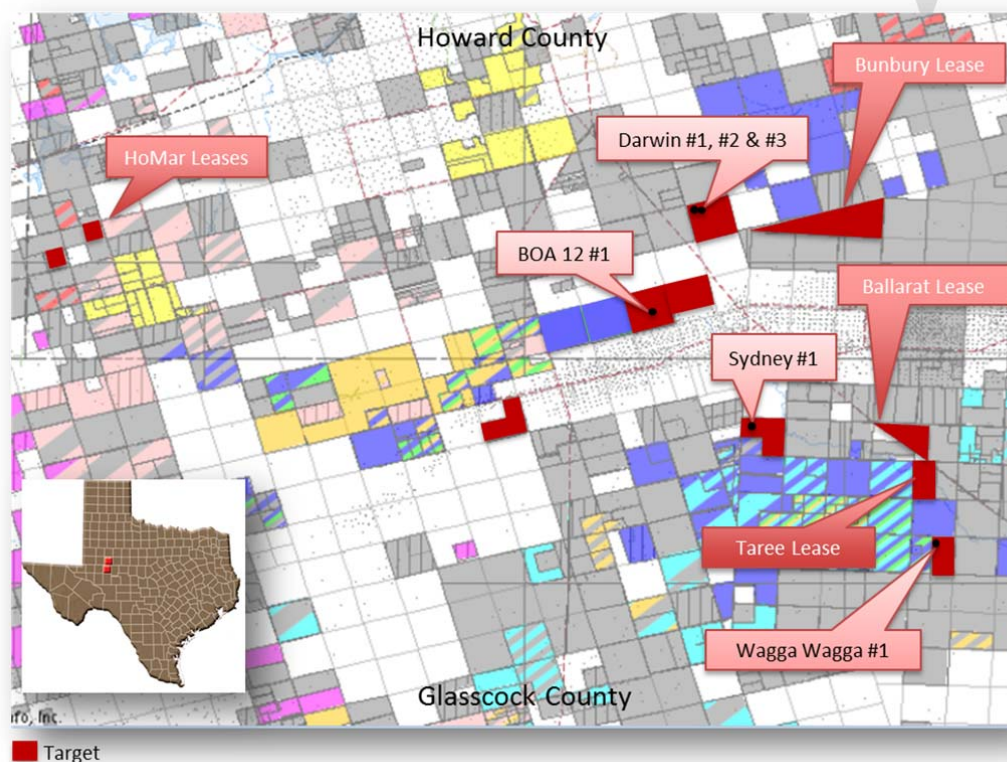 Howard County
Bunbury Lease
Darwin #1, #2 & #3
HoMar Leases
BOA 12 #1
Ballarat Lease
Sydney #1
Taree Lease
Wagga Wagga #1
Glasscock County
fo, Inc.
Target